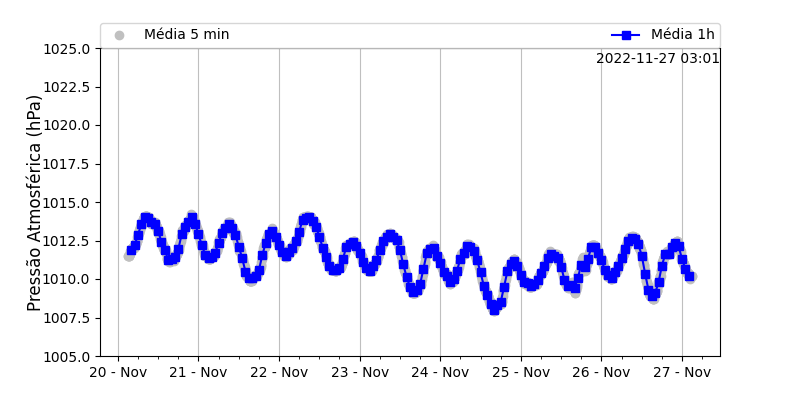 Média 5 min
Média 1h
2022-11-27 03:01
Pressão Atmosférica (hPa)
1025.0
1022.5
1020.0
1017.5
1015.0
1012.5
1010.0
1007.5
1005.0
20 - Nov
21 - Nov
22 - Nov
23 - Nov
24 - Nov
25 - Nov
26 - Nov
27 - Nov